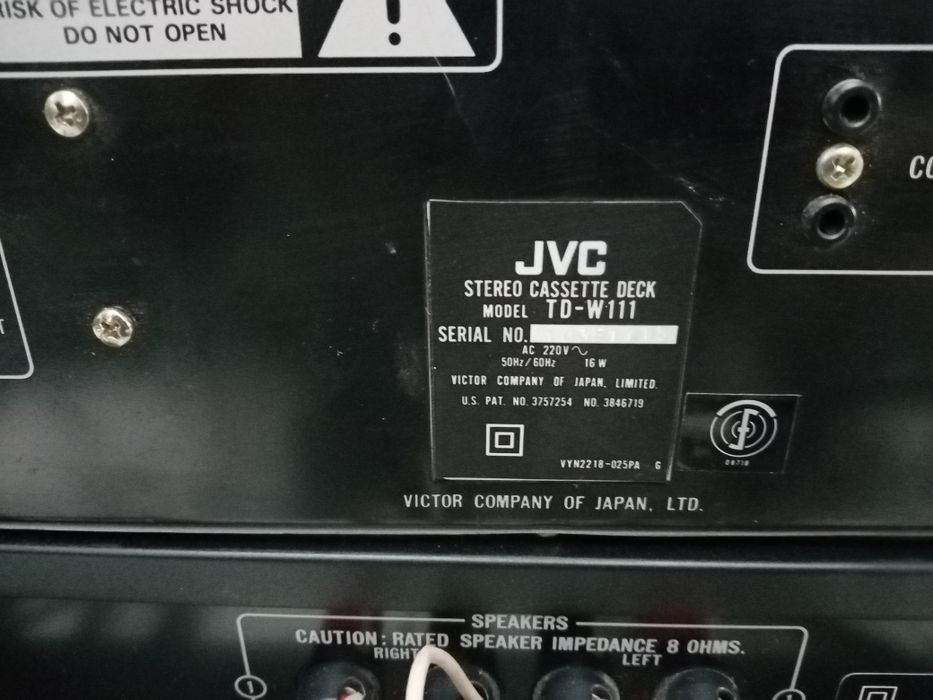 RISK OF ELECTRIC SHOCK
DO NOT OPEN
!
JVC
STEREO CASSETTE DECK
MODEL TD-W111
SERIAL NO.
AC 220V~
50Hz/60Hz 16W
VICTOR COMPANY OF JAPAN, LIMITED.
U.S. PAT. NO. 3757254 NO. 3846719
VYN2218-025PA G
VICTOR COMPANY OF JAPAN, LTD.
SPEAKERS
CAUTION: RATED SPEAKER IMPEDANCE 8 OHMS.
RIGHT
LEFT
1